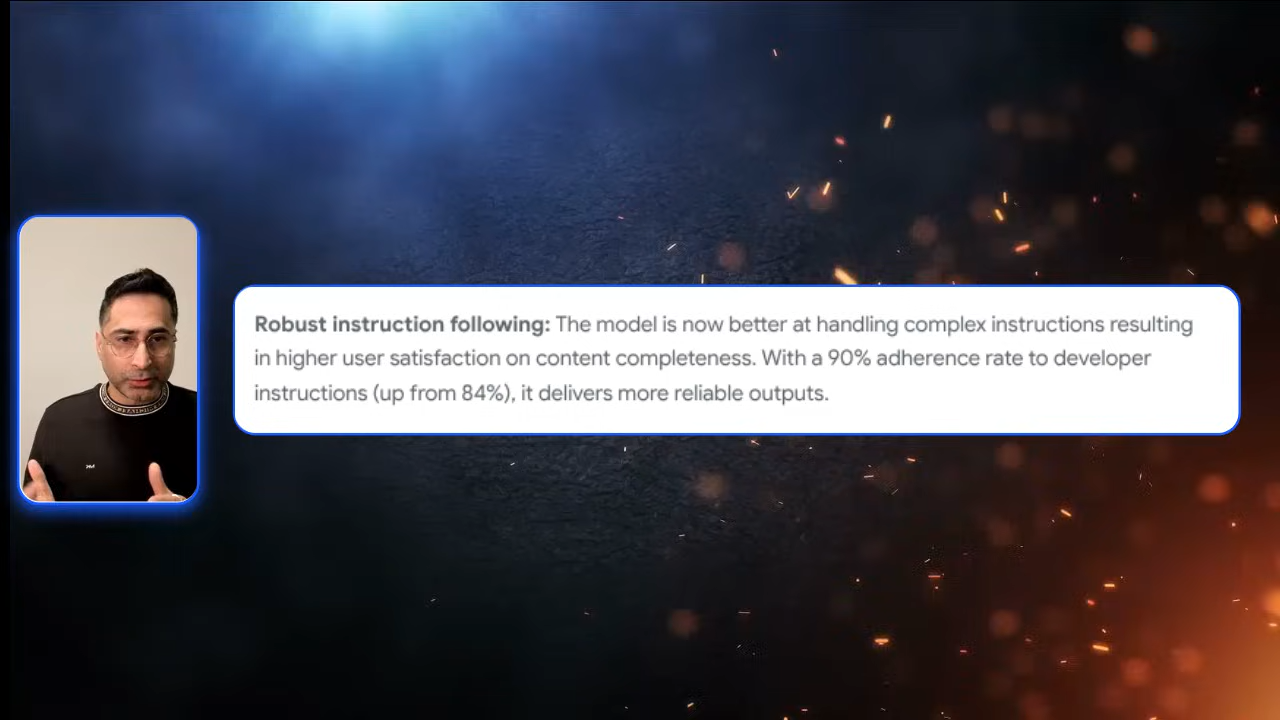 Robust instruction following: The model is now better at handling complex instructions resulting
in higher user satisfaction on content completeness. With a 90% adherence rate to developer
instructions (up from 84%), it delivers more reliable outputs.